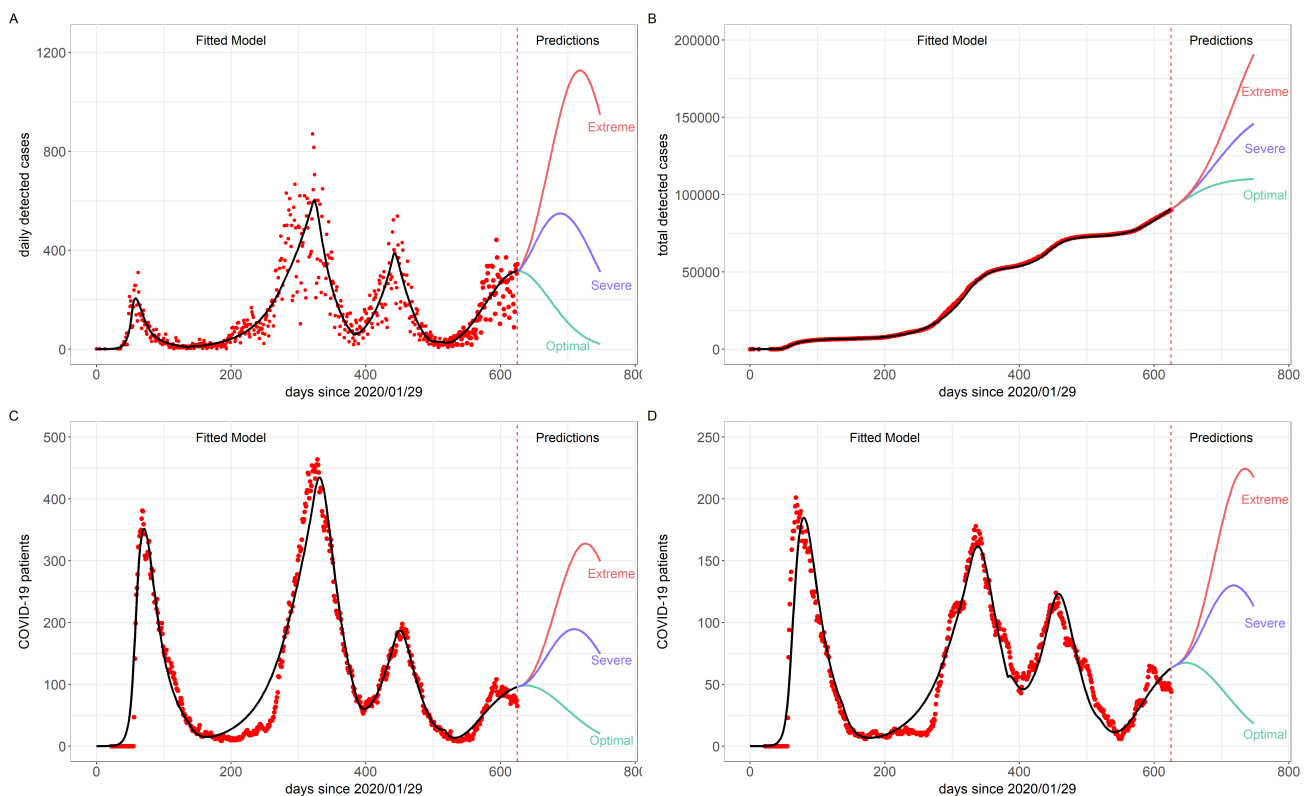 A
Fitted Model
Predictions
1200
800
400
0
daily detected cases
Extreme
Severe
Optimal
0
200
400
600
800
days since 2020/01/29
B
Fitted Model
Predictions
200000
150000
100000
50000
0
total detected cases
Extreme
Severe
Optimal
0
200
400
600
800
days since 2020/01/29
C
Fitted Model
Predictions
500
400
300
200
100
0
COVID-19 patients
Extreme
Severe
Optimal
0
200
400
600
800
days since 2020/01/29
D
Fitted Model
Predictions
250
200
150
100
50
0
COVID-19 patients
Extreme
Severe
Optimal
0
200
400
600
800
days since 2020/01/29